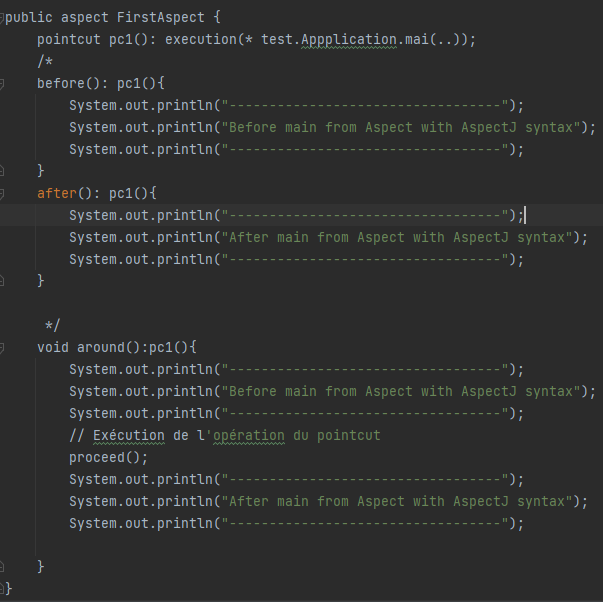 public aspect FirstAspect {
    pointcut pc1(): execution(* test.Appplication.mai(..));
    /*
    before(): pc1(){
        System.out.println("----------------------------------");
        System.out.println("Before main from Aspect with AspectJ syntax");
        System.out.println("----------------------------------");
    }
    after(): pc1(){
        System.out.println("----------------------------------");
        System.out.println("After main from Aspect with AspectJ syntax");
        System.out.println("----------------------------------");
    }
     */
    void around():pc1(){
        System.out.println("----------------------------------");
        System.out.println("Before main from Aspect with AspectJ syntax");
        System.out.println("----------------------------------");
        // Exécution de l'opération du pointcut
        proceed();
        System.out.println("----------------------------------");
        System.out.println("After main from Aspect with AspectJ syntax");
        System.out.println("----------------------------------");
    }
}